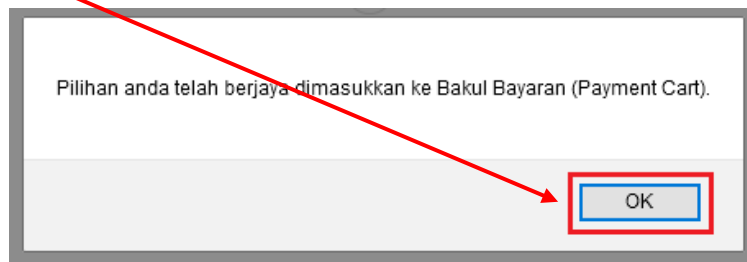 Pilihan anda telah berjaya dimasukkan ke Bakul Bayaran (Payment Cart).
OK